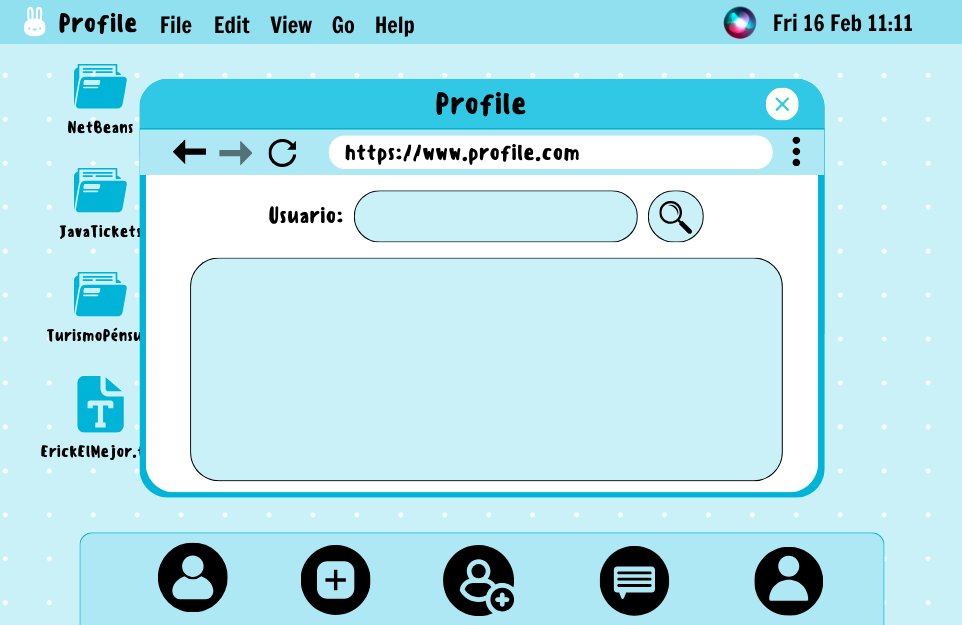 Profile File Edit View Go Help Fri 16 Feb 11:11
Profile
https://www.profile.com
Usuario:
NetBeans
JavaTickets
TurismoPénsu
ErickElMejor.
T